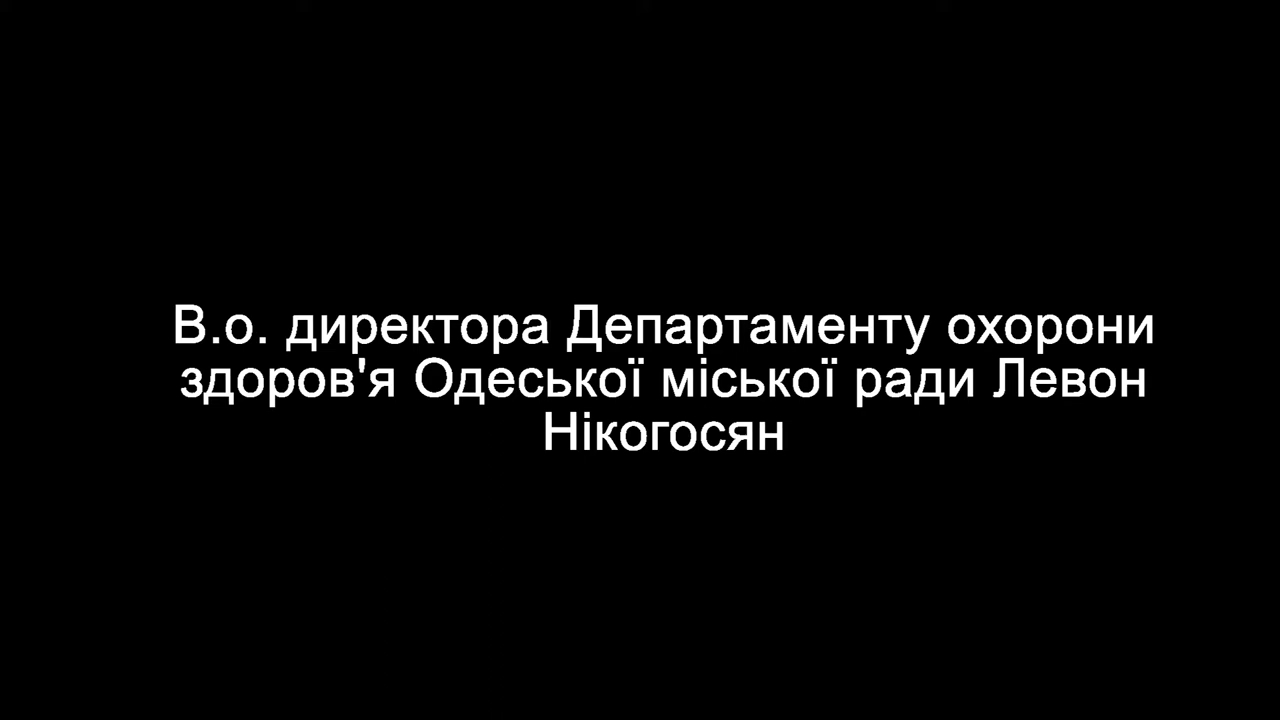 В.о. директора Департаменту охорони
здоров'я Одеської міської ради Левон
Нікогосян